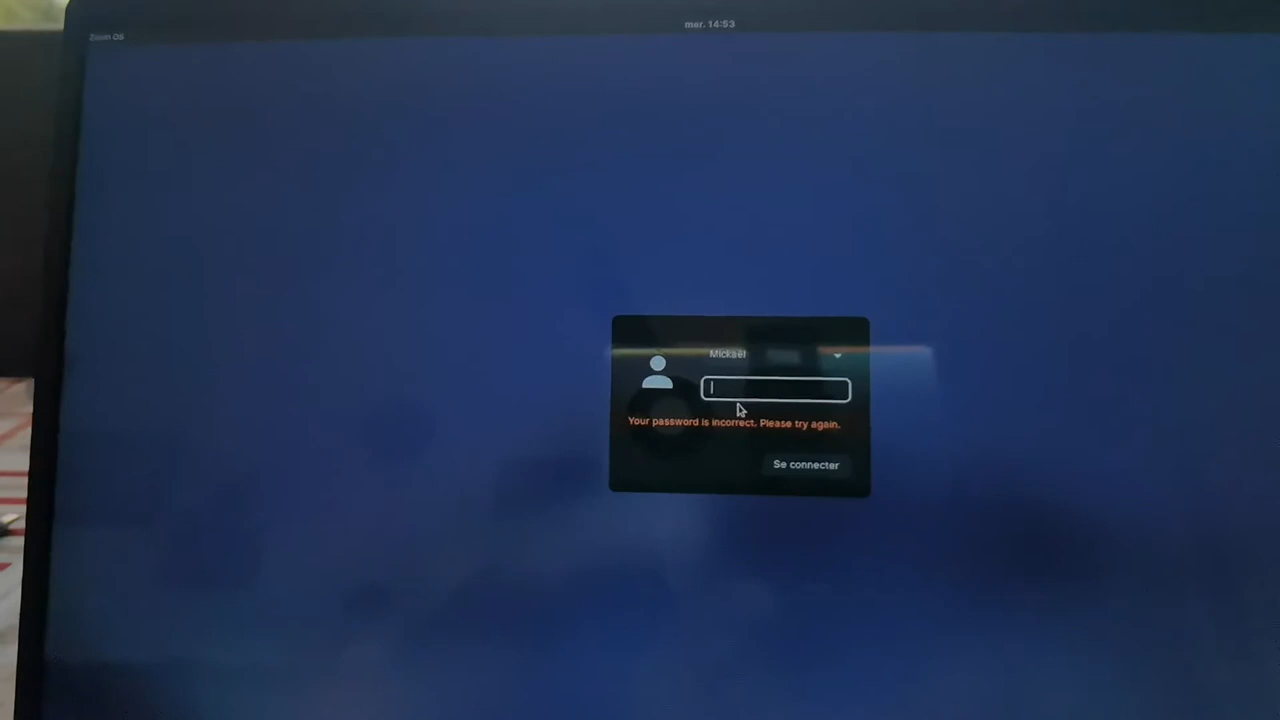 mer. 14:53
Zorin OS
Mickaël
Your password is incorrect. Please try again.
Se connecter